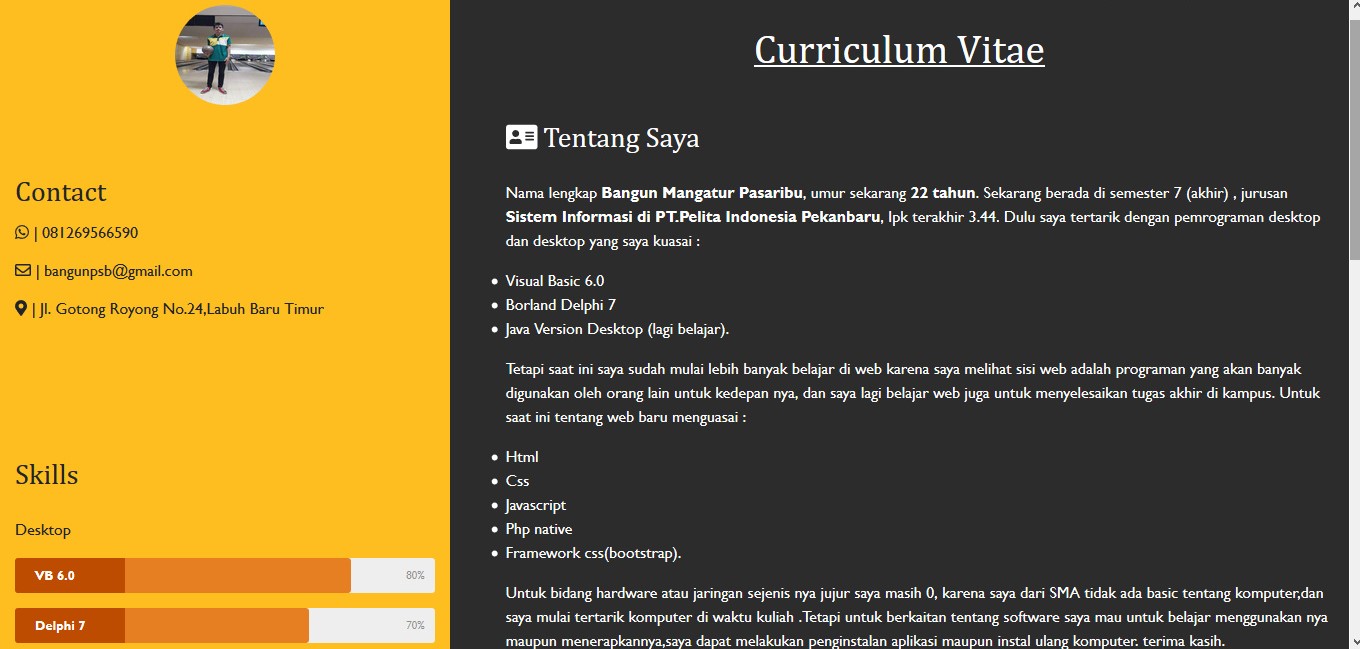 Contact
| 081269566590
| bangunpsb@gmail.com
| Jl. Gotong Royong No.24,Labuh Baru Timur
Skills
Desktop
VB 6.0 80%
Delphi 7 70%
Curriculum Vitae
Tentang Saya
Nama lengkap Bangun Mangatur Pasaribu, umur sekarang 22 tahun. Sekarang berada di semester 7 (akhir) , jurusan
Sistem Informasi di PT.Pelita Indonesia Pekanbaru, Ipk terakhir 3.44. Dulu saya tertarik dengan pemrograman desktop
dan desktop yang saya kuasai :
• Visual Basic 6.0
• Borland Delphi 7
• Java Version Desktop (lagi belajar).
Tetapi saat ini saya sudah mulai lebih banyak belajar di web karena saya melihat sisi web adalah programan yang akan banyak
digunakan oleh orang lain untuk kedepan nya, dan saya lagi belajar web juga untuk menyelesaikan tugas akhir di kampus. Untuk
saat ini tentang web baru menguasai :
• Html
• Css
• Javascript
• Php native
• Framework css(bootstrap).
Untuk bidang hardware atau jaringan sejenis nya jujur saya masih 0, karena saya dari SMA tidak ada basic tentang komputer,dan
saya mulai tertarik komputer di waktu kuliah .Tetapi untuk berkaitan tentang software saya mau untuk belajar menggunakan nya
maupun menerapkannya,saya dapat melakukan penginstalan aplikasi maupun instal ulang komputer. terima kasih.